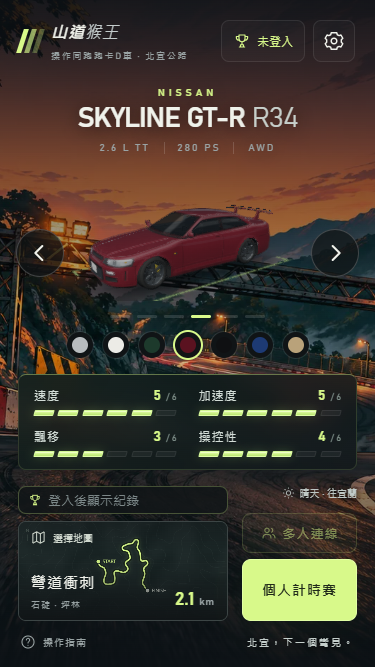 山道猴王
操作同跑跑卡D車 · 北宜公路
未登入
NISSAN
SKYLINE GT-R R34
2.6 L TT | 280 PS | AWD
速度 5 / 6
加速度 5 / 6
飄移 3 / 6
操控性 4 / 6
登入後顯示紀錄
晴天 · 往宜蘭
選擇地圖
多人連線
START
FINISH
彎道衝刺
石碇 · 坪林
2.1 km
個人計時賽
操作指南
北宜，下一個彎見。